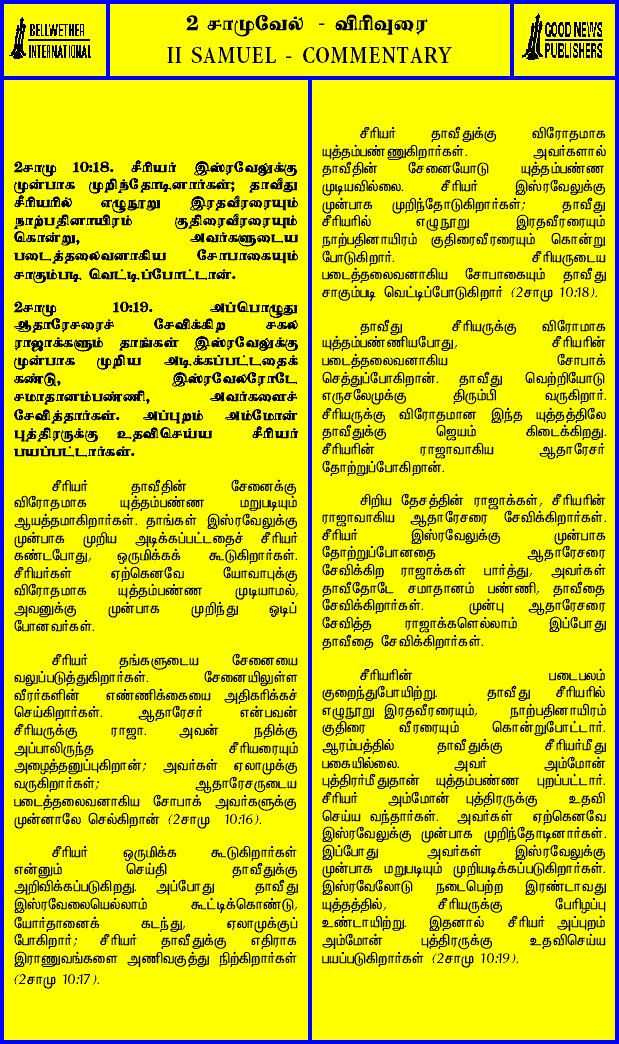 BELLWETHER
INTERNATIONAL
2 சாமுவேல் - விரிவுரை
II SAMUEL - COMMENTARY
GOOD NEWS
PUBLISHERS
2சாமு 10:18. சீரியர் இஸ்ரவேலுக்கு
முன்பாக முறிந்தோடினார்கள்; தாவீது
சீரியரில் எழுநூறு இரதவீரரையும்
நாற்பதினாயிரம் குதிரைவீரரையும்
கொன்று, அவர்களுடைய
படைத்தலைவனாகிய சோபாகையும்
சாகும்படி வெட்டிப்போட்டான்.
2சாமு 10:19. அப்பொழுது
ஆதாரேசரைச் சேவிக்கிற சகல
ராஜாக்களும் தாங்கள் இஸ்ரவேலுக்கு
முன்பாக முறிய அடிக்கப்பட்டதைக்
கண்டு, இஸ்ரவேலரோடே
சமாதானம்பண்ணி, அவர்களைச்
சேவித்தார்கள். அப்புறம் அம்மோன்
புத்திரருக்கு உதவிசெய்ய சீரியர்
பயப்பட்டார்கள்.
சீரியர் தாவீதின் சேனைக்கு
விரோதமாக யுத்தம்பண்ண மறுபடியும்
ஆயத்தமாகிறார்கள். தாங்கள் இஸ்ரவேலுக்கு
முன்பாக முறிய அடிக்கப்பட்டதைச் சீரியர்
கண்டபோது, ஒருமிக்கக் கூடுகிறார்கள்.
சீரியர்கள் ஏற்கெனவே யோவாபுக்கு
விரோதமாக யுத்தம்பண்ண முடியாமல்,
அவனுக்கு முன்பாக முறிந்து ஓடிப்
போனவர்கள்.
சீரியர் தங்களுடைய சேனையை
வலுப்படுத்துகிறார்கள். சேனையிலுள்ள
வீரர்களின் எண்ணிக்கையை அதிகரிக்கச்
செய்கிறார்கள். ஆதாரேசர் என்பவன்
சீரியருக்கு ராஜா. அவன் நதிக்கு
அப்பாலிருந்த சீரியரையும்
அழைத்தனுப்புகிறான்; அவர்கள் ஏலாமுக்கு
வருகிறார்கள்; ஆதாரேசருடைய
படைத்தலைவனாகிய சோபாக் அவர்களுக்கு
முன்னாலே செல்கிறான் (2சாமு 10:16).
சீரியர் ஒருமிக்க கூடுகிறார்கள்
என்னும் செய்தி தாவீதுக்கு
அறிவிக்கப்படுகிறது. அப்போது தாவீது
இஸ்ரவேலையெல்லாம் கூட்டிக்கொண்டு,
யோர்தானைக் கடந்து, ஏலாமுக்குப்
போகிறார்; சீரியர் தாவீதுக்கு எதிராக
இராணுவங்களை அணிவகுத்து நிற்கிறார்கள்
(2சாமு 10:17).
சீரியர் தாவீதுக்கு விரோதமாக
யுத்தம்பண்ணுகிறார்கள். அவர்களால்
தாவீதின் சேனையோடு யுத்தம்பண்ண
முடியவில்லை. சீரியர் இஸ்ரவேலுக்கு
முன்பாக முறிந்தோடுகிறார்கள்; தாவீது
சீரியரில் எழுநூறு இரதவீரரையும்
நாற்பதினாயிரம் குதிரைவீரரையும் கொன்று
போடுகிறார். சீரியருடைய
படைத்தலைவனாகிய சோபாகையும் தாவீது
சாகும்படி வெட்டிப்போடுகிறார் (2சாமு 10:18).
தாவீது சீரியருக்கு விரோமாக
யுத்தம்பண்ணியபோது, சீரியரின்
படைத்தலைவனாகிய சோபாக்
செத்துப்போகிறான். தாவீது வெற்றியோடு
எருசலேமுக்கு திரும்பி வருகிறார்.
சீரியருக்கு விரோதமான இந்த யுத்தத்திலே
தாவீதுக்கு ஜெயம் கிடைக்கிறது.
சீரியரின் ராஜாவாகிய ஆதாரேசர்
தோற்றுப்போகிறான்.
சிறிய தேசத்தின் ராஜாக்கள், சீரியரின்
ராஜாவாகிய ஆதாரேசரை சேவிக்கிறார்கள்.
சீரியர் இஸ்ரவேலுக்கு முன்பாக
தோற்றுப்போனதை ஆதாரேசரை
சேவிக்கிற ராஜாக்கள் பார்த்து, அவர்கள்
தாவீதோடே சமாதானம் பண்ணி, தாவீதை
சேவிக்கிறார்கள். முன்பு ஆதாரேசரை
சேவித்த ராஜாக்களெல்லாம் இப்போது
தாவீதை சேவிக்கிறார்கள்.
சீரியரின் படைபலம்
குறைந்துபோயிற்று. தாவீது சீரியரில்
எழுநூறு இரதவீரரையும், நாற்பதினாயிரம்
குதிரை வீரரையும் கொன்றுபோட்டார்.
ஆரம்பத்தில் தாவீதுக்கு சீரியர்மீது
பகையில்லை. அவர் அம்மோன்
புத்திரர்மீதுதான் யுத்தம்பண்ண புறப்பட்டார்.
சீரியர் அம்மோன் புத்திரருக்கு உதவி
செய்ய வந்தார்கள். அவர்கள் ஏற்கெனவே
இஸ்ரவேலுக்கு முன்பாக முறிந்தோடினார்கள்.
இப்போது அவர்கள் இஸ்ரவேலுக்கு
முன்பாக மறுபடியும் முறியடிக்கப்படுகிறார்கள்.
இஸ்ரவேலோடு நடைபெற்ற இரண்டாவது
யுத்தத்தில், சீரியருக்கு பேரிழப்பு
உண்டாயிற்று. இதனால் சீரியர் அப்புறம்
அம்மோன் புத்திரருக்கு உதவிசெய்ய
பயப்படுகிறார்கள் (2சாமு 10:19).